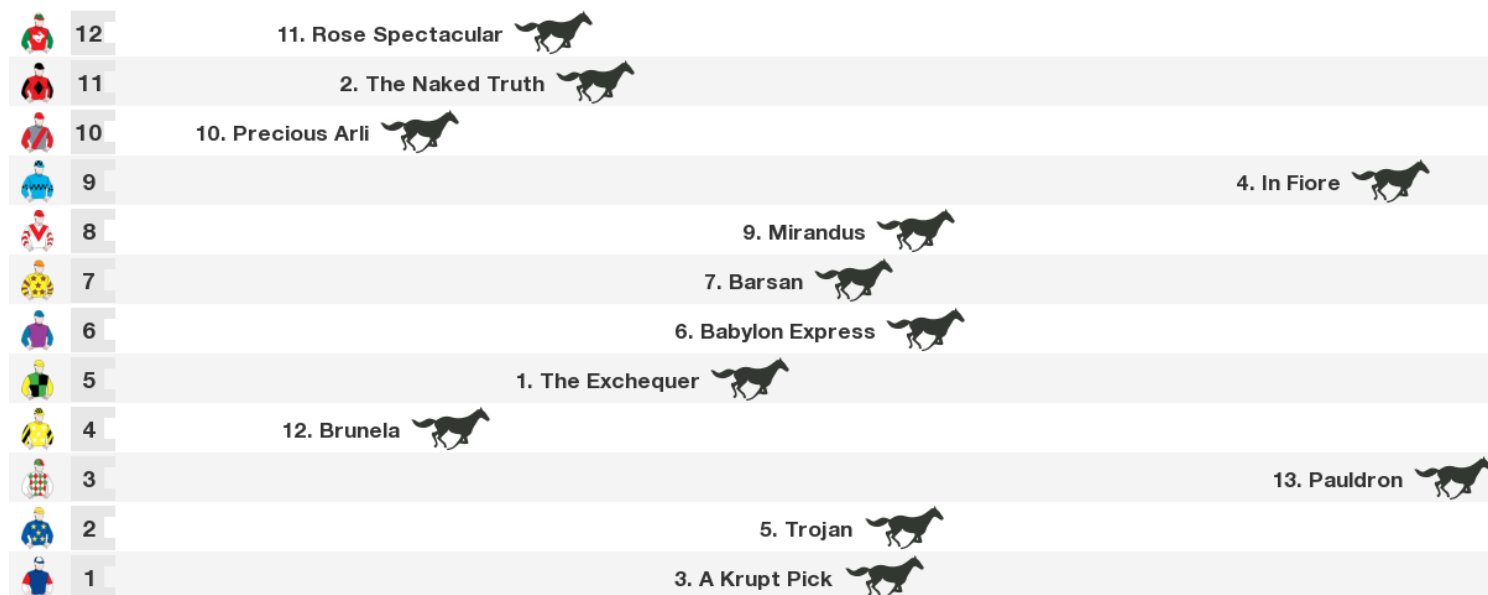 12 11. Rose Spectacular
11 2. The Naked Truth
10 10. Precious Arli
9 4. In Fiore
8 9. Mirandus
7 7. Barsan
6 6. Babylon Express
5 1. The Exchequer
4 12. Brunela
3 13. Pauldron
2 5. Trojan
1 3. A Krupt Pick